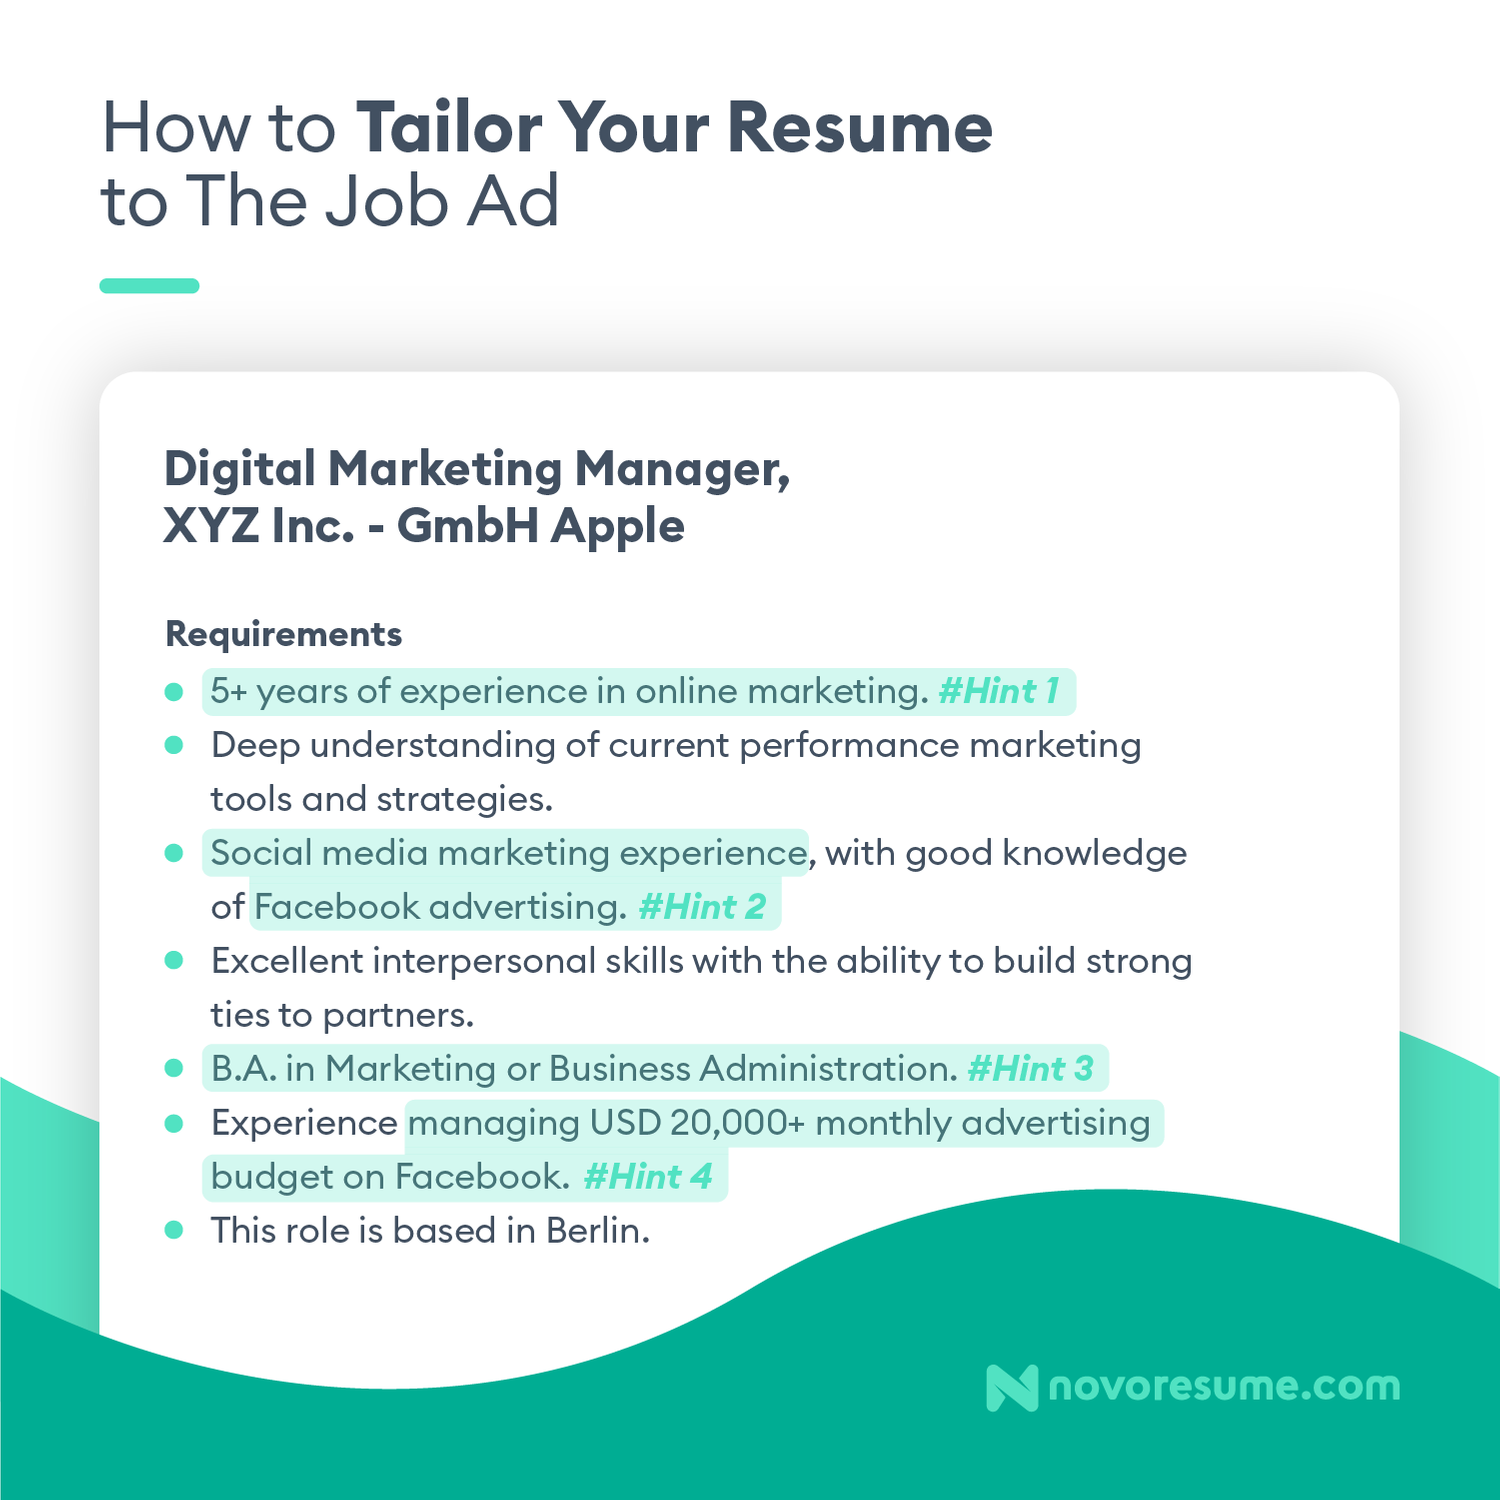 How to Tailor Your Resume
to The Job Ad
Digital Marketing Manager,
XYZ Inc. - GmbH Apple
Requirements
5+ years of experience in online marketing. #Hint 1
Deep understanding of current performance marketing
tools and strategies.
Social media marketing experience, with good knowledge
of Facebook advertising. #Hint 2
Excellent interpersonal skills with the ability to build strong
ties to partners.
B.A. in Marketing or Business Administration. #Hint 3
Experience managing USD 20,000+ monthly advertising
budget on Facebook. #Hint 4
This role is based in Berlin.
novoresume.com